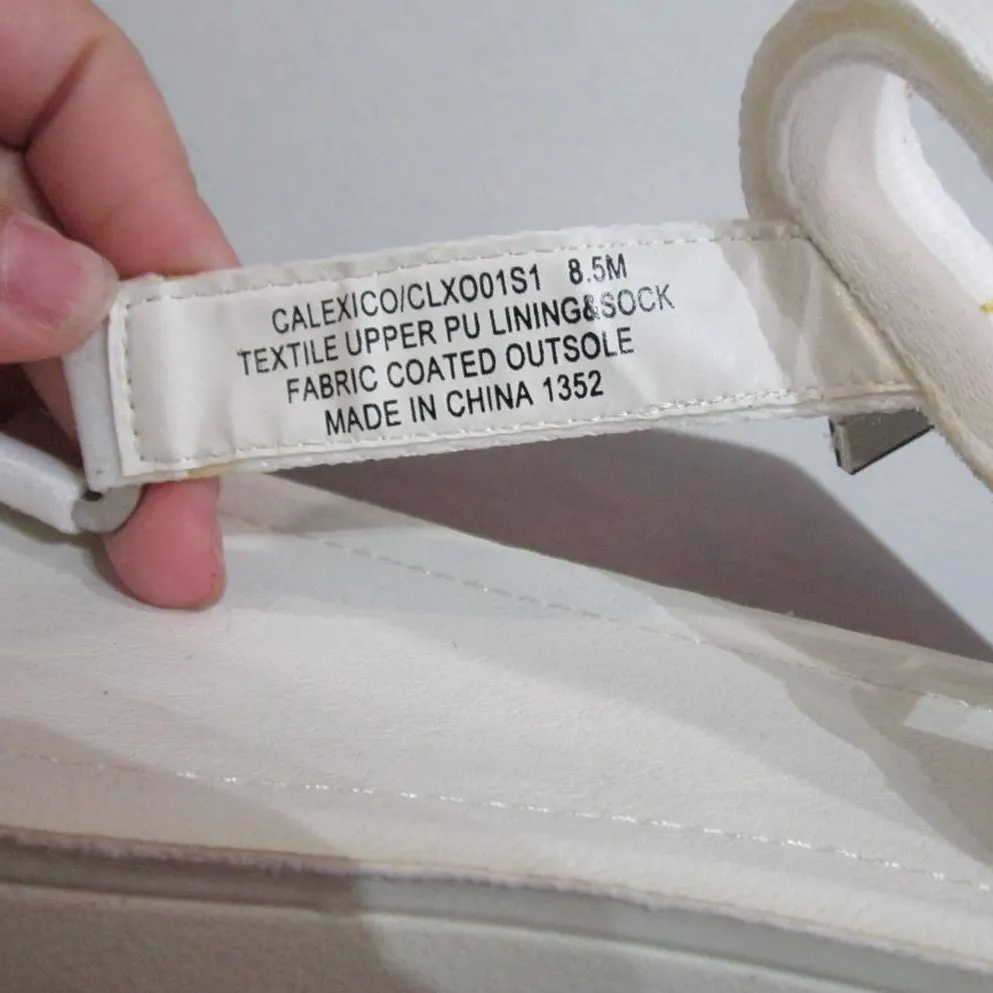 CALEXICO/CLXO01S1 8.5M
TEXTILE UPPER PU LINING&SOCK
FABRIC COATED OUTSOLE
MADE IN CHINA 1352